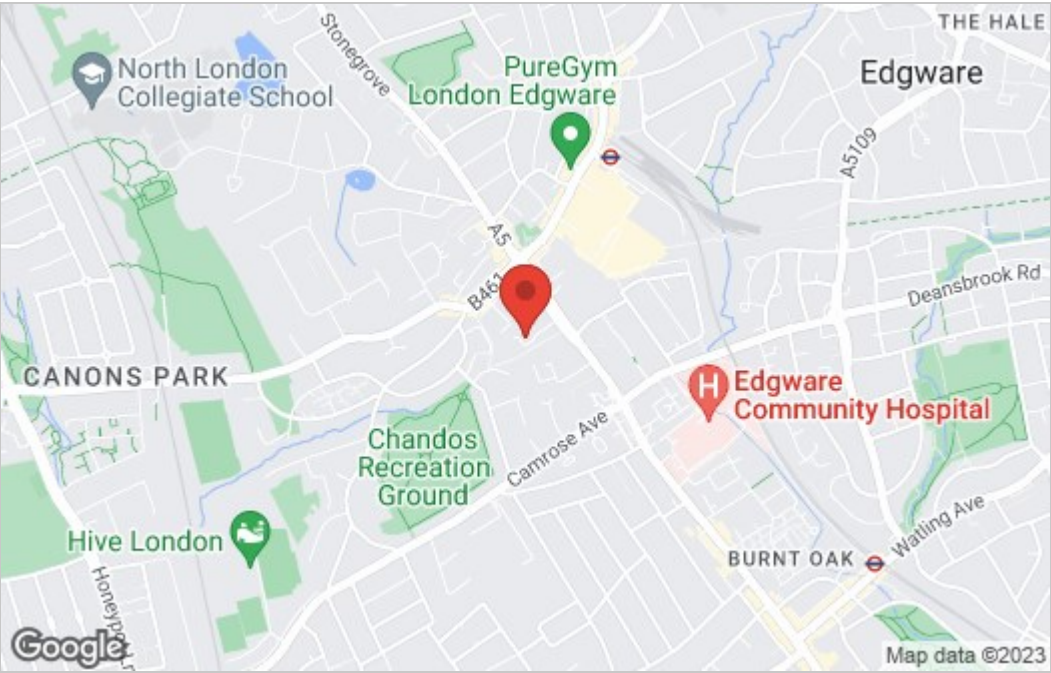 THE HALE
Stonegrove
PureGym
London Edgware
Edgware
North London
Collegiate School
A5109
A5
B461
Deansbrook Rd
CANONS PARK
Edgware
Community Hospital
H
Chandos
Recreation
Ground
Camrose Ave
Hive London
Watling Ave
BURNT OAK
Google
Map data ©2023